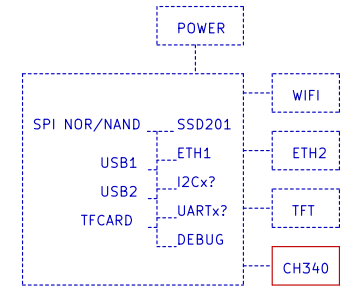 POWER
WIFI
SPI NOR/NAND SSD201
ETH1
ETH2
USB1
I2Cx?
USB2
UARTx?
TFT
TFCARD
DEBUG
CH340